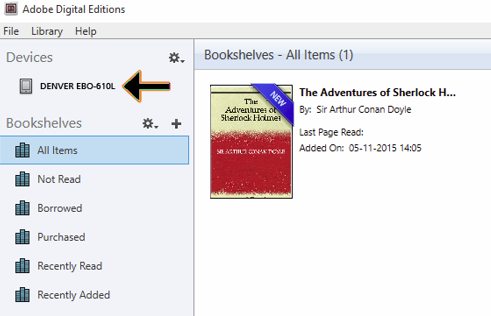 Adobe Digital Editions
File Library Help
Devices
DENVER EBO-610L
Bookshelves
All Items
Not Read
Borrowed
Purchased
Recently Read
Recently Added
Bookshelves - All Items (1)
NEW
The
Adventures of
Sherlock Holmes
SIR ARTHUR CONAN DOYLE
The Adventures of Sherlock H...
By: Sir Arthur Conan Doyle
Last Page Read:
Added On: 05-11-2015 14:05